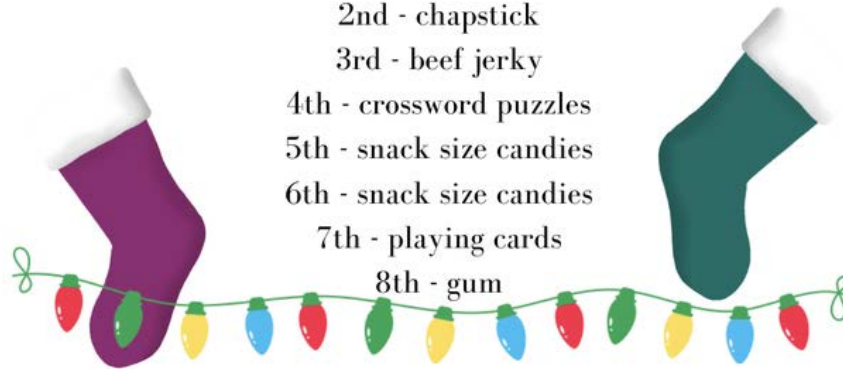 2nd - chapstick
3rd - beef jerky
4th - crossword puzzles
5th - snack size candies
6th - snack size candies
7th - playing cards
8th - gum